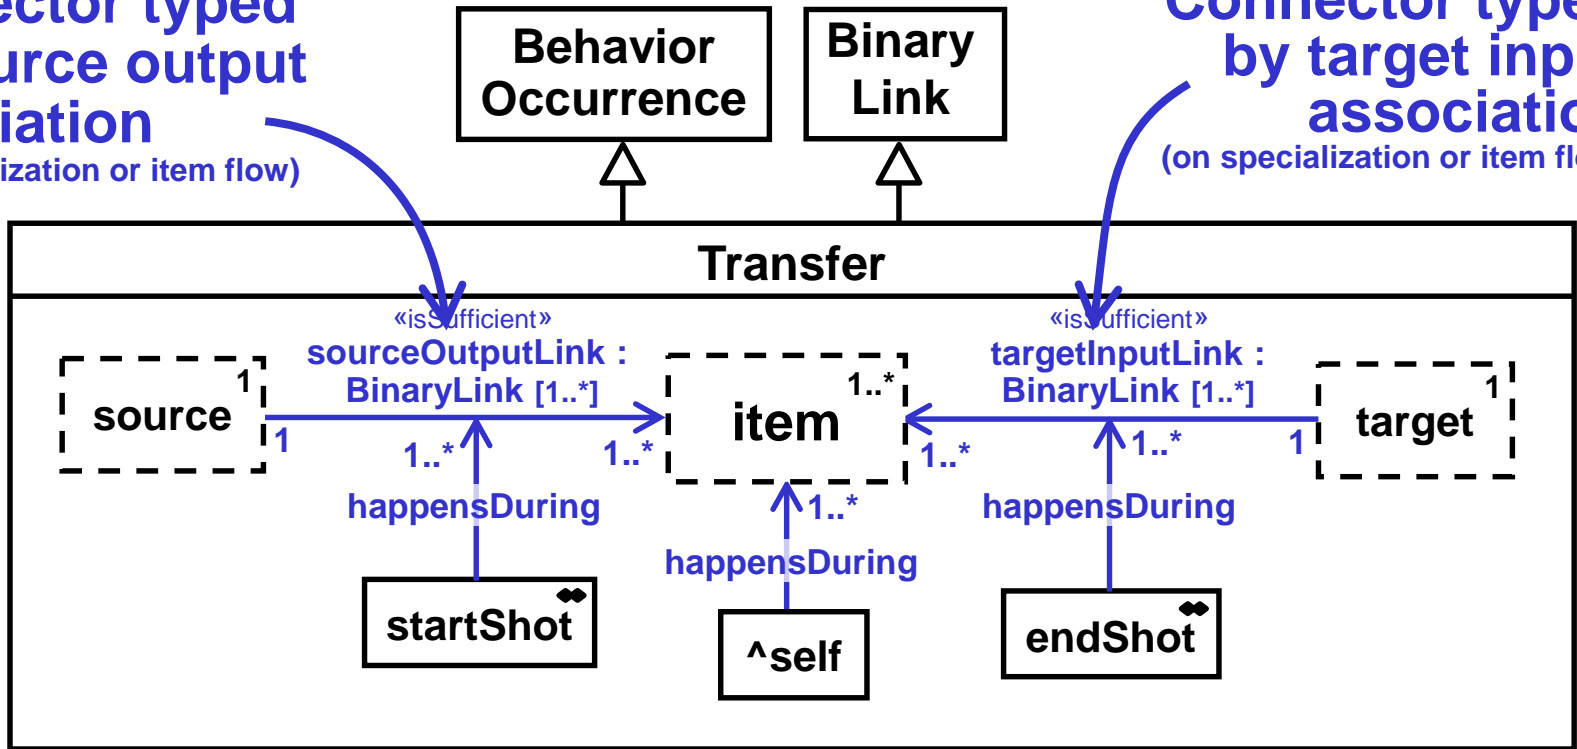 ector typed
urce output
iation
ization or item flow)
Behavior
Occurrence
Binary
Link
Connector type
by target inp
associatio
(on specialization or item flo
Transfer
«isSufficient»
sourceOutputLink :
BinaryLink [1..*]
«isSufficient»
targetInputLink :
BinaryLink [1..*]
source
1
item
1..*
target
1
1
1..*
1..*
1..*
1..*
1
happensDuring
1..*
happensDuring
happensDuring
startShot
^self
endShot